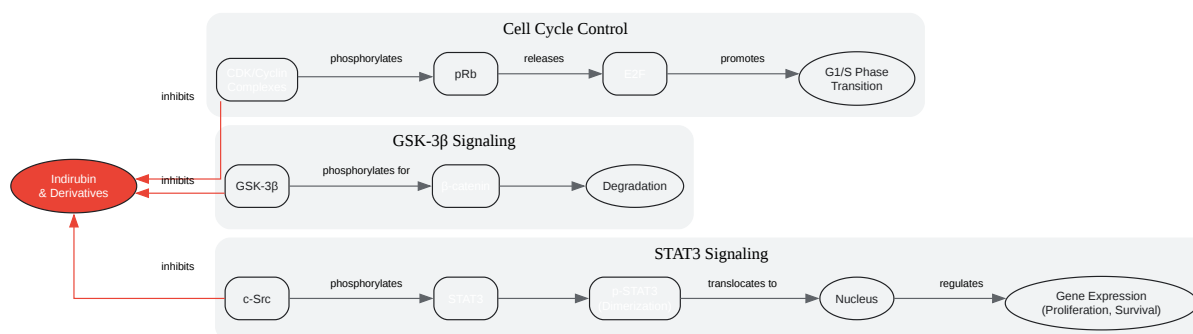 Cell Cycle Control
CDK/Cyclin
Complexes
phosphorylates
pRb
releases
E2F
promotes
G1/S Phase
Transition
inhibits
GSK-3β Signaling
Indirubin
& Derivatives
inhibits
GSK-3β
phosphorylates for
β-catenin
Degradation
STAT3 Signaling
inhibits
c-Src
phosphorylates
STAT3
p-STAT3
(Dimerization)
translocates to
Nucleus
regulates
Gene Expression
(Proliferation, Survival)